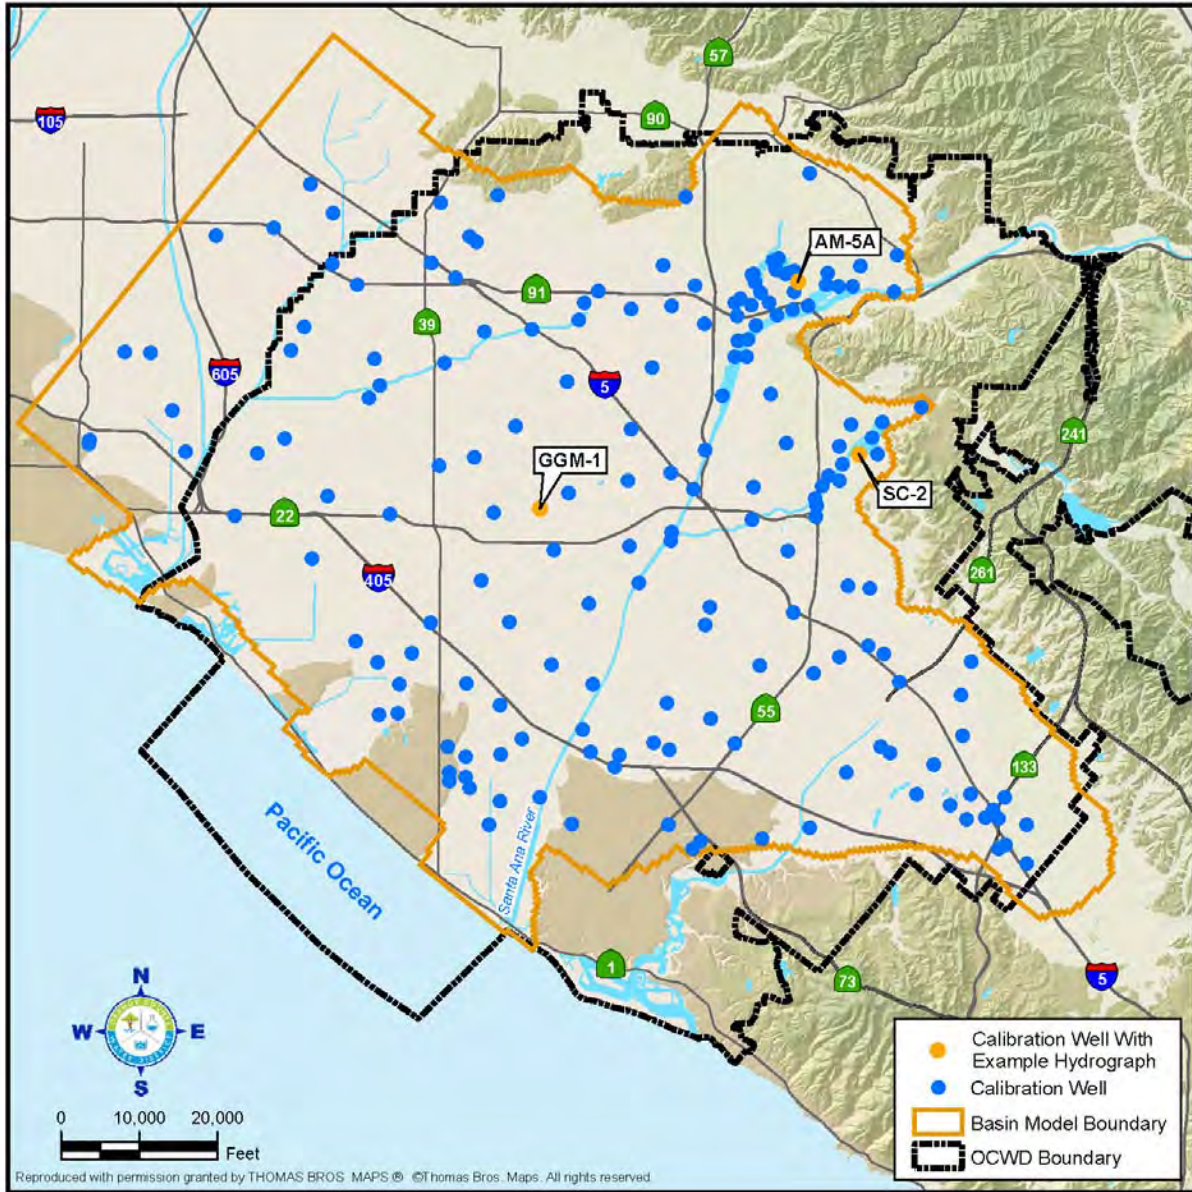 57
105
90
AM-5A
91
39
605
5
241
GGM-1
SC-2
22
405
261
55
133
Pacific Ocean
Santa Ana River
1
73
5
N
W
E
S
0 10,000 20,000
Feet
Calibration Well With
Example Hydrograph
Calibration Well
Basin Model Boundary
OCWD Boundary
Reproduced with permission granted by THOMAS BROS. MAPS ® ©Thomas Bros. Maps. All rights reserved.